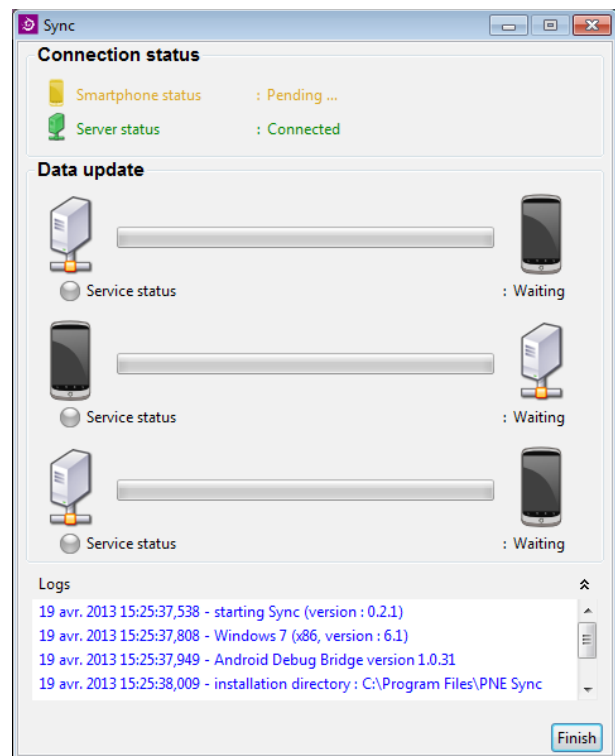 Sync
Connection status
Smartphone status : Pending ...
Server status : Connected
Data update
Service status : Waiting
Service status : Waiting
Service status : Waiting
Logs
19 avr. 2013 15:25:37,538 - starting Sync (version : 0.2.1)
19 avr. 2013 15:25:37,808 - Windows 7 (x86, version : 6.1)
19 avr. 2013 15:25:37,949 - Android Debug Bridge version 1.0.31
19 avr. 2013 15:25:38,009 - installation directory : C:\Program Files\PNE Sync
Finish